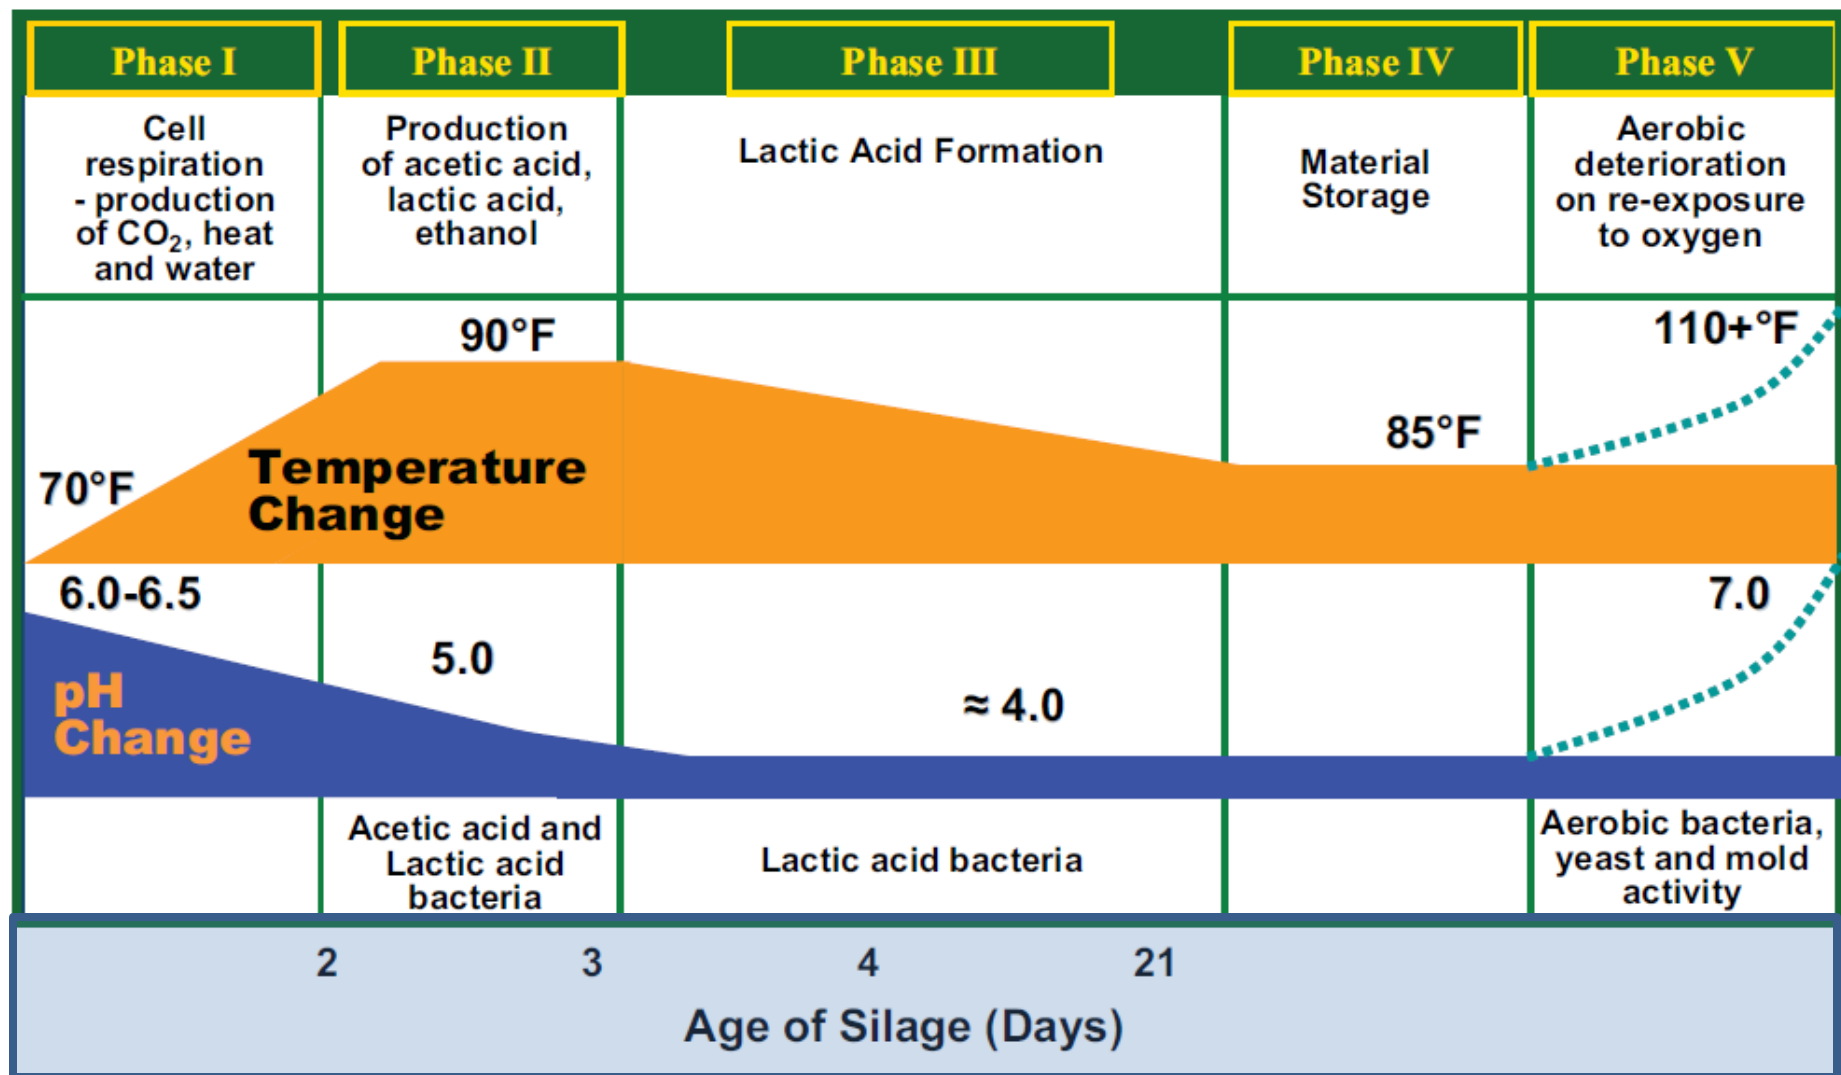 Phase I
Phase II
Phase III
Phase IV
Phase V
Cell
respiration
- production
of CO₂, heat
and water
Production
of acetic acid,
lactic acid,
ethanol
Lactic Acid Formation
Material
Storage
Aerobic
deterioration
on re-exposure
to oxygen
70°F
90°F
85°F
110+°F
Temperature
Change
6.0-6.5
5.0
≈ 4.0
7.0
pH
Change
Acetic acid and
Lactic acid
bacteria
Lactic acid bacteria
Aerobic bacteria,
yeast and mold
activity
2
3
4
21
Age of Silage (Days)